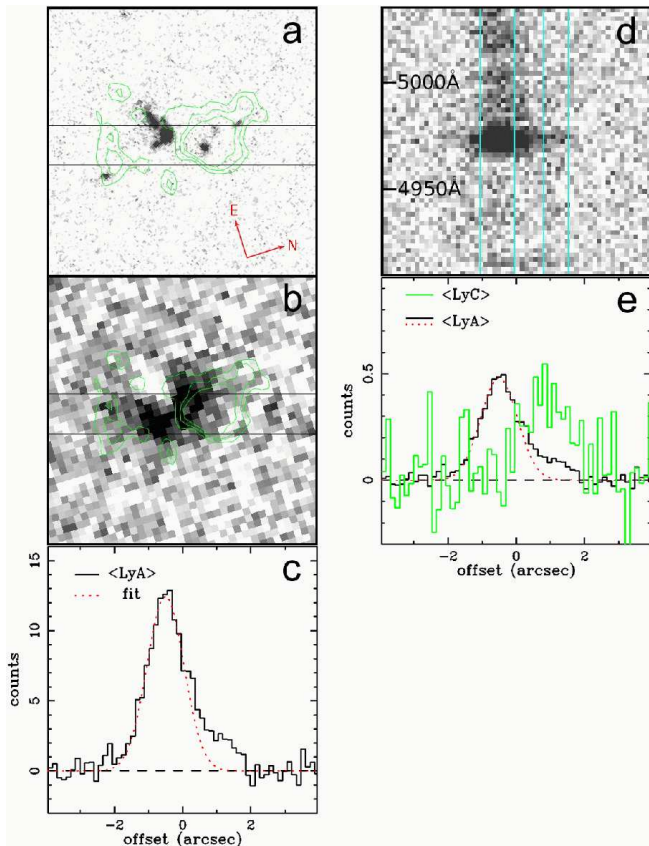 a
E
N
b
c
<LyA>
fit
15
10
5
0
counts
−2
0
2
offset (arcsec)
d
5000Å
4950Å
e
<LyC>
<LyA>
0.5
0
counts
−2
0
2
offset (arcsec)